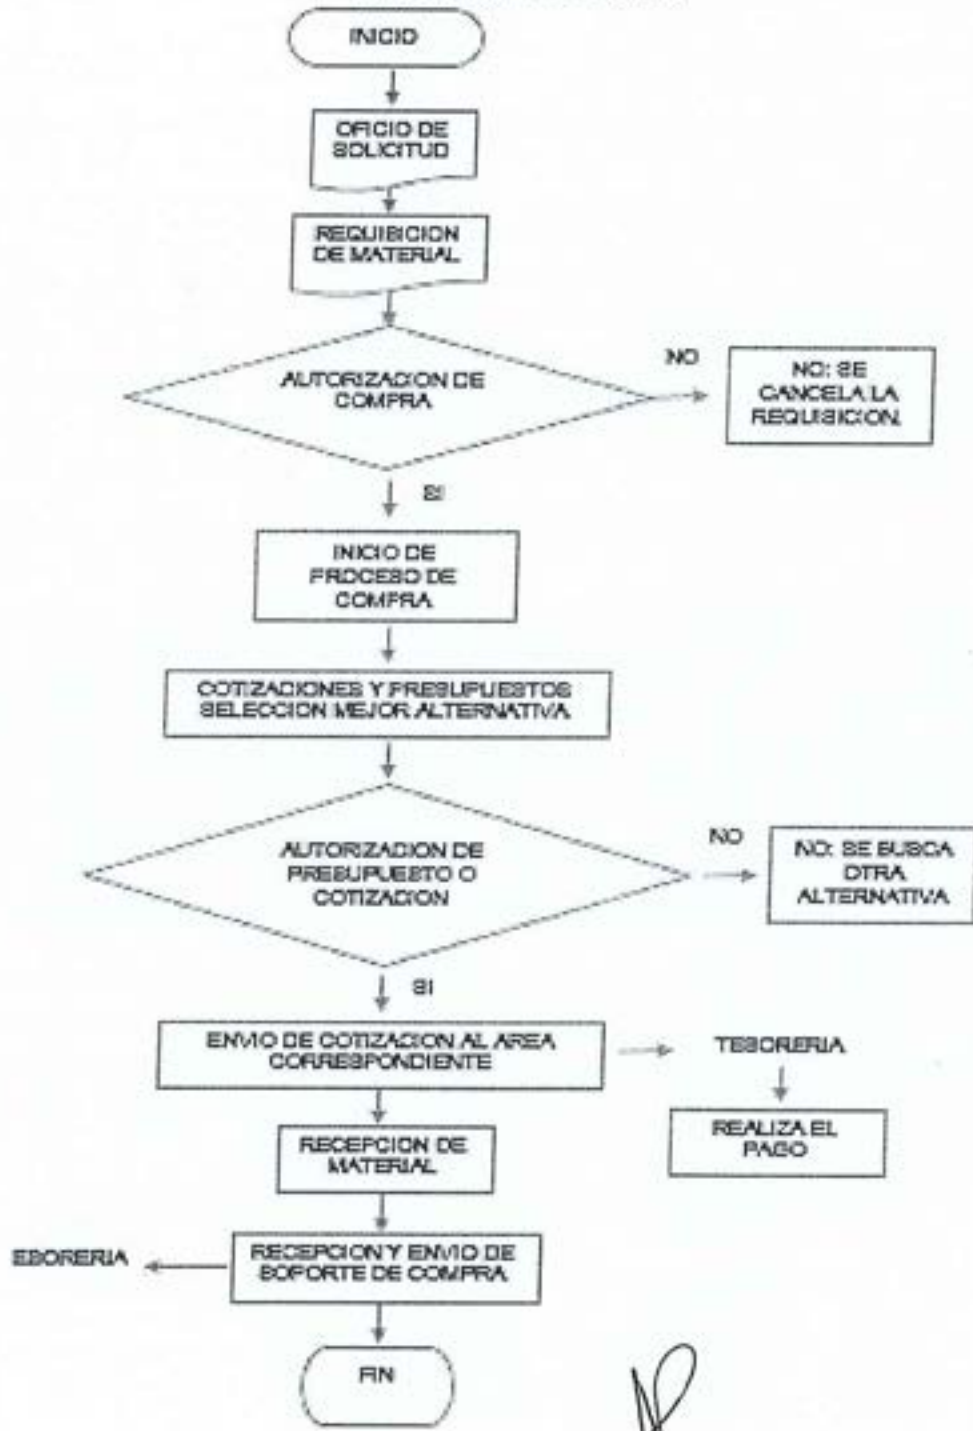 INICIO
OFICIO DE
SOLICITUD
REQUISICION
DE MATERIAL
AUTORIZACION DE
COMPRA
NO
NO: SE
CANCELA LA
REQUISICION.
SI
INICIO DE
PROCESO DE
COMPRA
COTIZACIONES Y PRESUPUESTOS
SELECCION MEJOR ALTERNATIVA
AUTORIZACION DE
PRESUPUESTO O
COTIZACION
NO
NO: SE BUSCA
OTRA
ALTERNATIVA
SI
ENVIO DE COTIZACION AL AREA
CORRESPONDIENTE
TESORERIA
REALIZA EL
PAGO
RECEPCION DE
MATERIAL
RECEPCION Y ENVIO DE
SOPORTE DE COMPRA
ESORERIA
FIN